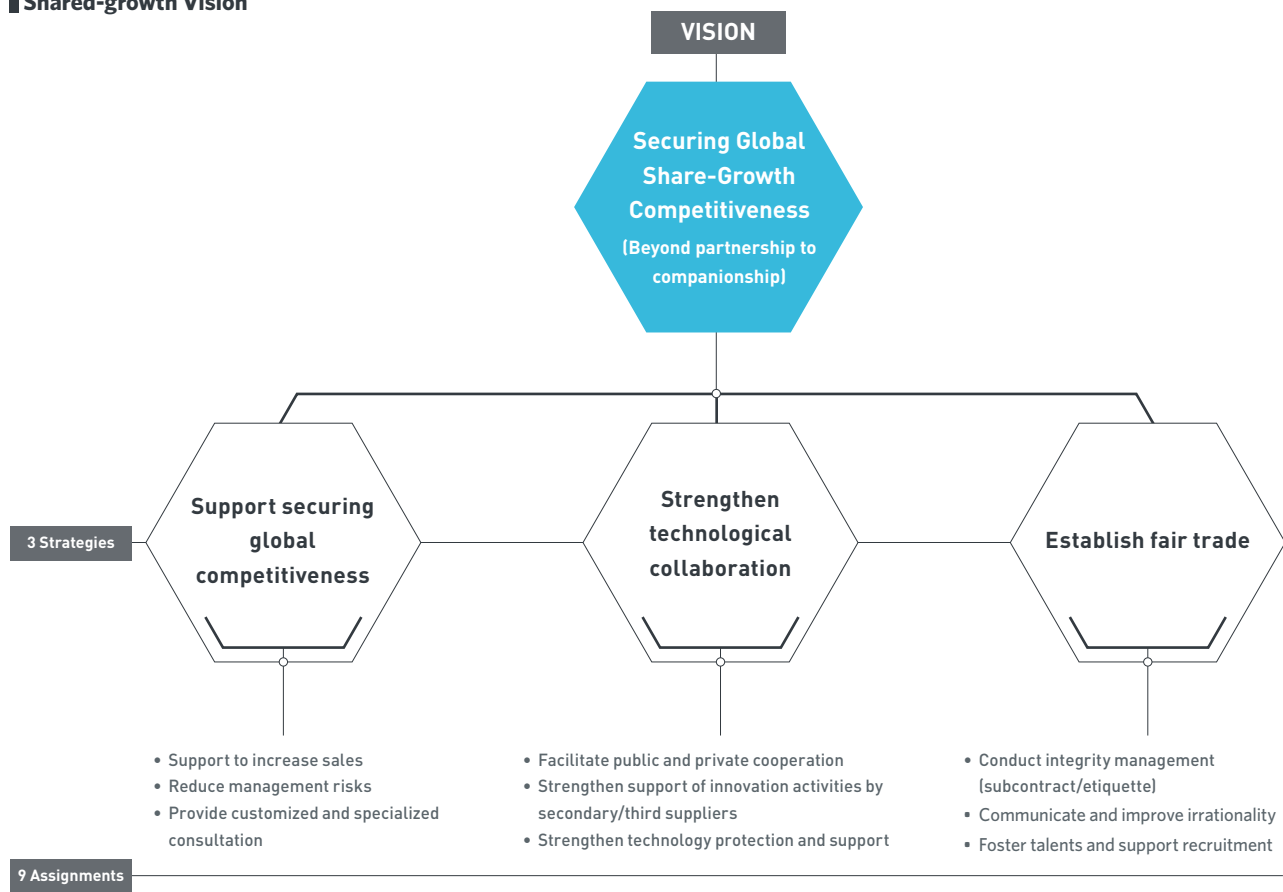 Shared-growth Vision
VISION
Securing Global
Share-Growth
Competitiveness
(Beyond partnership to
companionship)
3 Strategies
Support securing
global
competitiveness
Strengthen
technological
collaboration
Establish fair trade
• Support to increase sales
• Reduce management risks
• Provide customized and specialized
consultation
• Facilitate public and private cooperation
• Strengthen support of innovation activities by
secondary/third suppliers
• Strengthen technology protection and support
• Conduct integrity management
(subcontract/etiquette)
• Communicate and improve irrationality
• Foster talents and support recruitment
9 Assignments